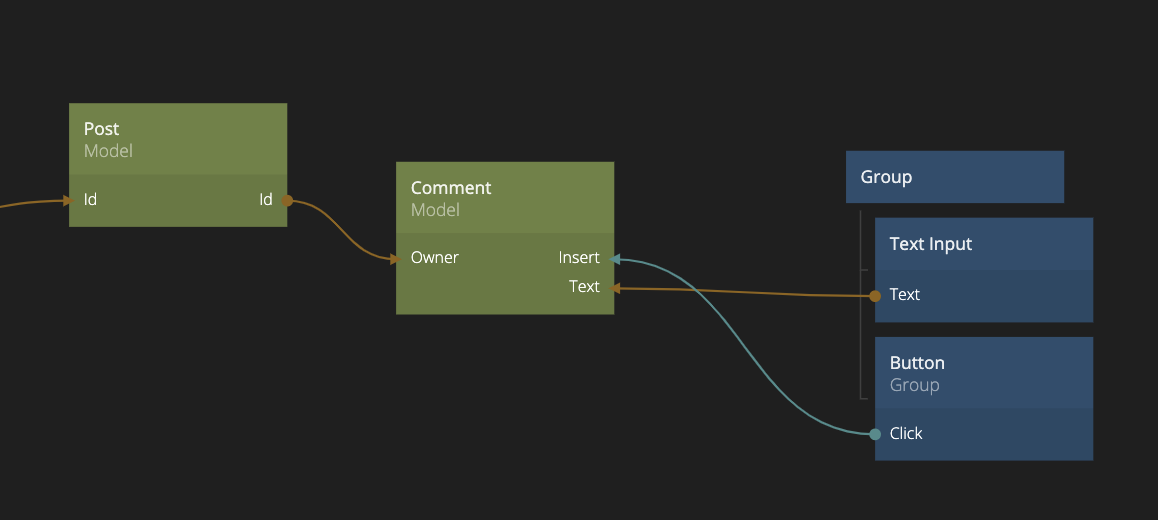 Post
Model
Id
Id
Comment
Model
Owner
Insert
Text
Group
Text Input
Text
Button
Group
Click